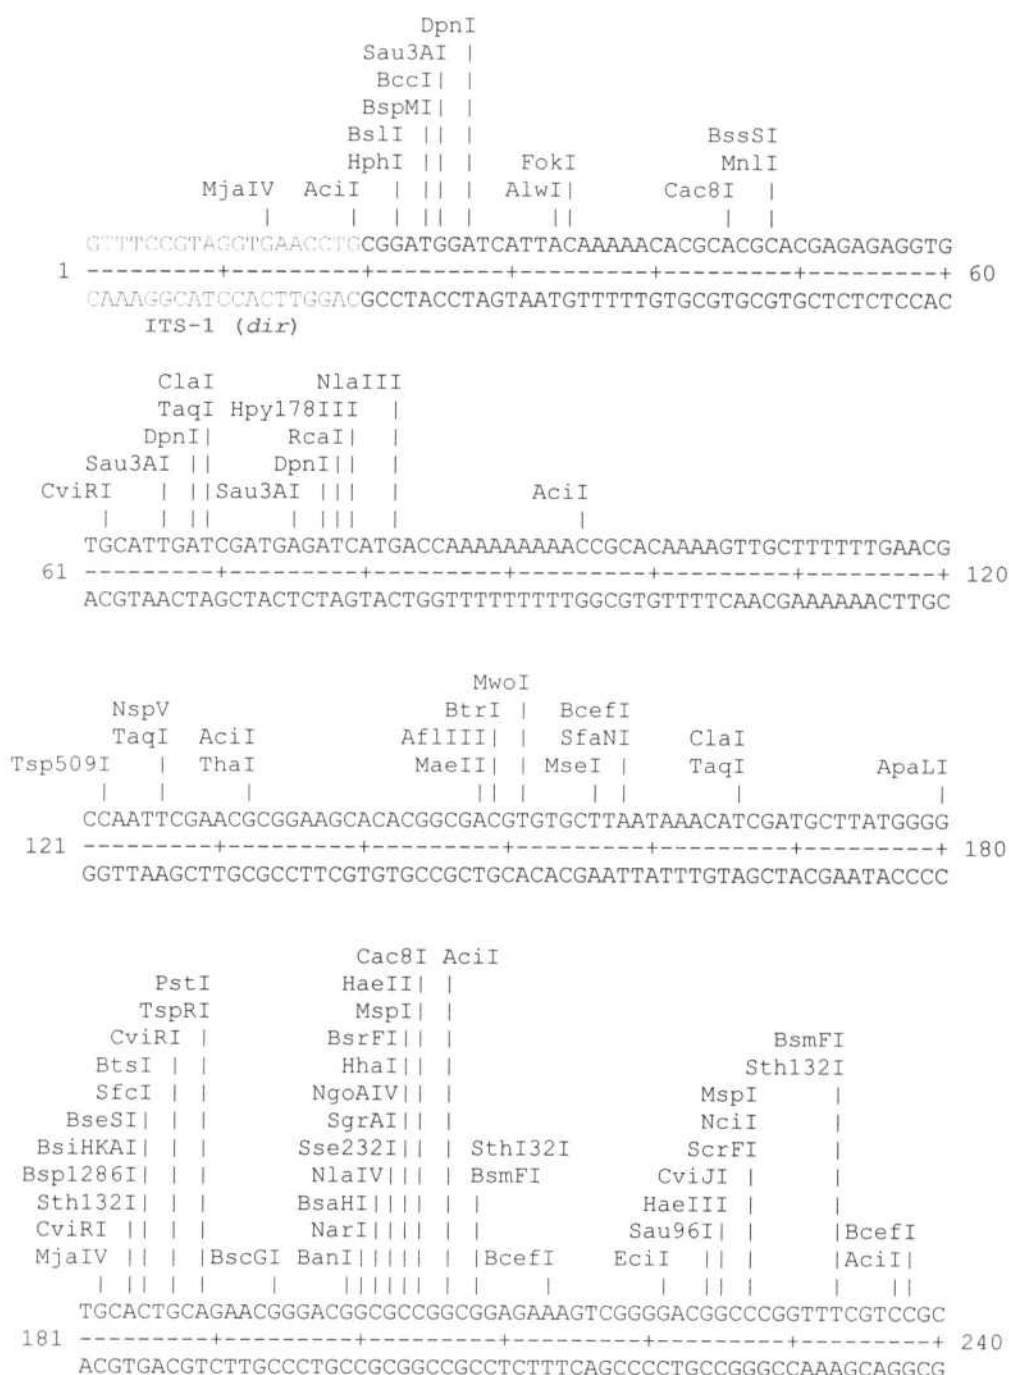 DpnI
Sau3AI |
BccI| |
BspMI| |
BslI || |
HphI || | FokI BssSI
MnlI
MjaIV AciI | || | AlwI| Cac8I |
| | | || | || | |
GTTTCCGTAGGTGAACCTGCGGATGGATCATTACAAAAACACGCACGCACGAGAGAGGTG
1 ---------+---------+---------+---------+---------+---------+ 60
CAAAGGCATCCACTTGGACGCCTACCTAGTAATGTTTTTGTGCGTGCGTGCTCTCTCCAC
ITS-1 (dir)
ClaI NlaIII
TaqI Hpy178III |
DpnI| RcaI| |
Sau3AI || DpnI|| |
CviRI | ||Sau3AI ||| | AciI
| | || | ||| | |
TGCATTGATCGATGAGATCATGACCAAAAAAAAAACCGCACAAAAGTTGCTTTTTTGAACG
61 ---------+---------+---------+---------+---------+---------+ 120
ACGTAACTAGCTACTCTAGTACTGGTTTTTTTTTGGCGTGTTTTCAACGAAAAAACTTGC
MwoI
NspV BtrI | BcefI
TaqI AciI AflIII| | SfaNI ClaI
Tsp509I | ThaI MaeII| | MseI | TaqI ApaLI
| | | || | | | | |
CCAATTCGAACGCGGAAGCACACGGCGACGTGTGCTTAATAAACATCGATGCTTATGGGG
121 ---------+---------+---------+---------+---------+---------+ 180
GGTTAAGCTTGCGCCTTCGTGTGCCGCTGCACACGAATTATTTGTAGCTACGAATACCCC
Cac8I AciI
PstI HaeII| |
TspRI MspI| |
CviRI | BsrFI|| | BsmFI
BtsI | | HhaI|| | Sth132I
SfcI | | NgoAIV|| | MspI |
BseSI| | | SgrAI|| | NciI |
BsiHKAI| | | Sse232I|| | SthI32I ScrFI |
Bsp1286I| | | NlaIV||| | BsmFI CviJI | |
Sth132I| | | BsaHI|||| | | HaeIII | |
CviRI || | | NarI||||| | | Sau96I| | |BcefI
MjaIV || | |BscGI BanI|||||| | |BcefI EciI || | |AciI|
| || | | | |||||| | | | | || | | ||
TGCACTGCAGAACGGGACGGCGCCGGCGGAGAAAGTCGGGGACGGCCCGGTTTCGTCCGC
181 ---------+---------+---------+---------+---------+---------+ 240
ACGTGACGTCTTGCCCTGCCGCGGCCGCCTCTTTCAGCCCCTGCCGGGCCAAAGCAGGCG